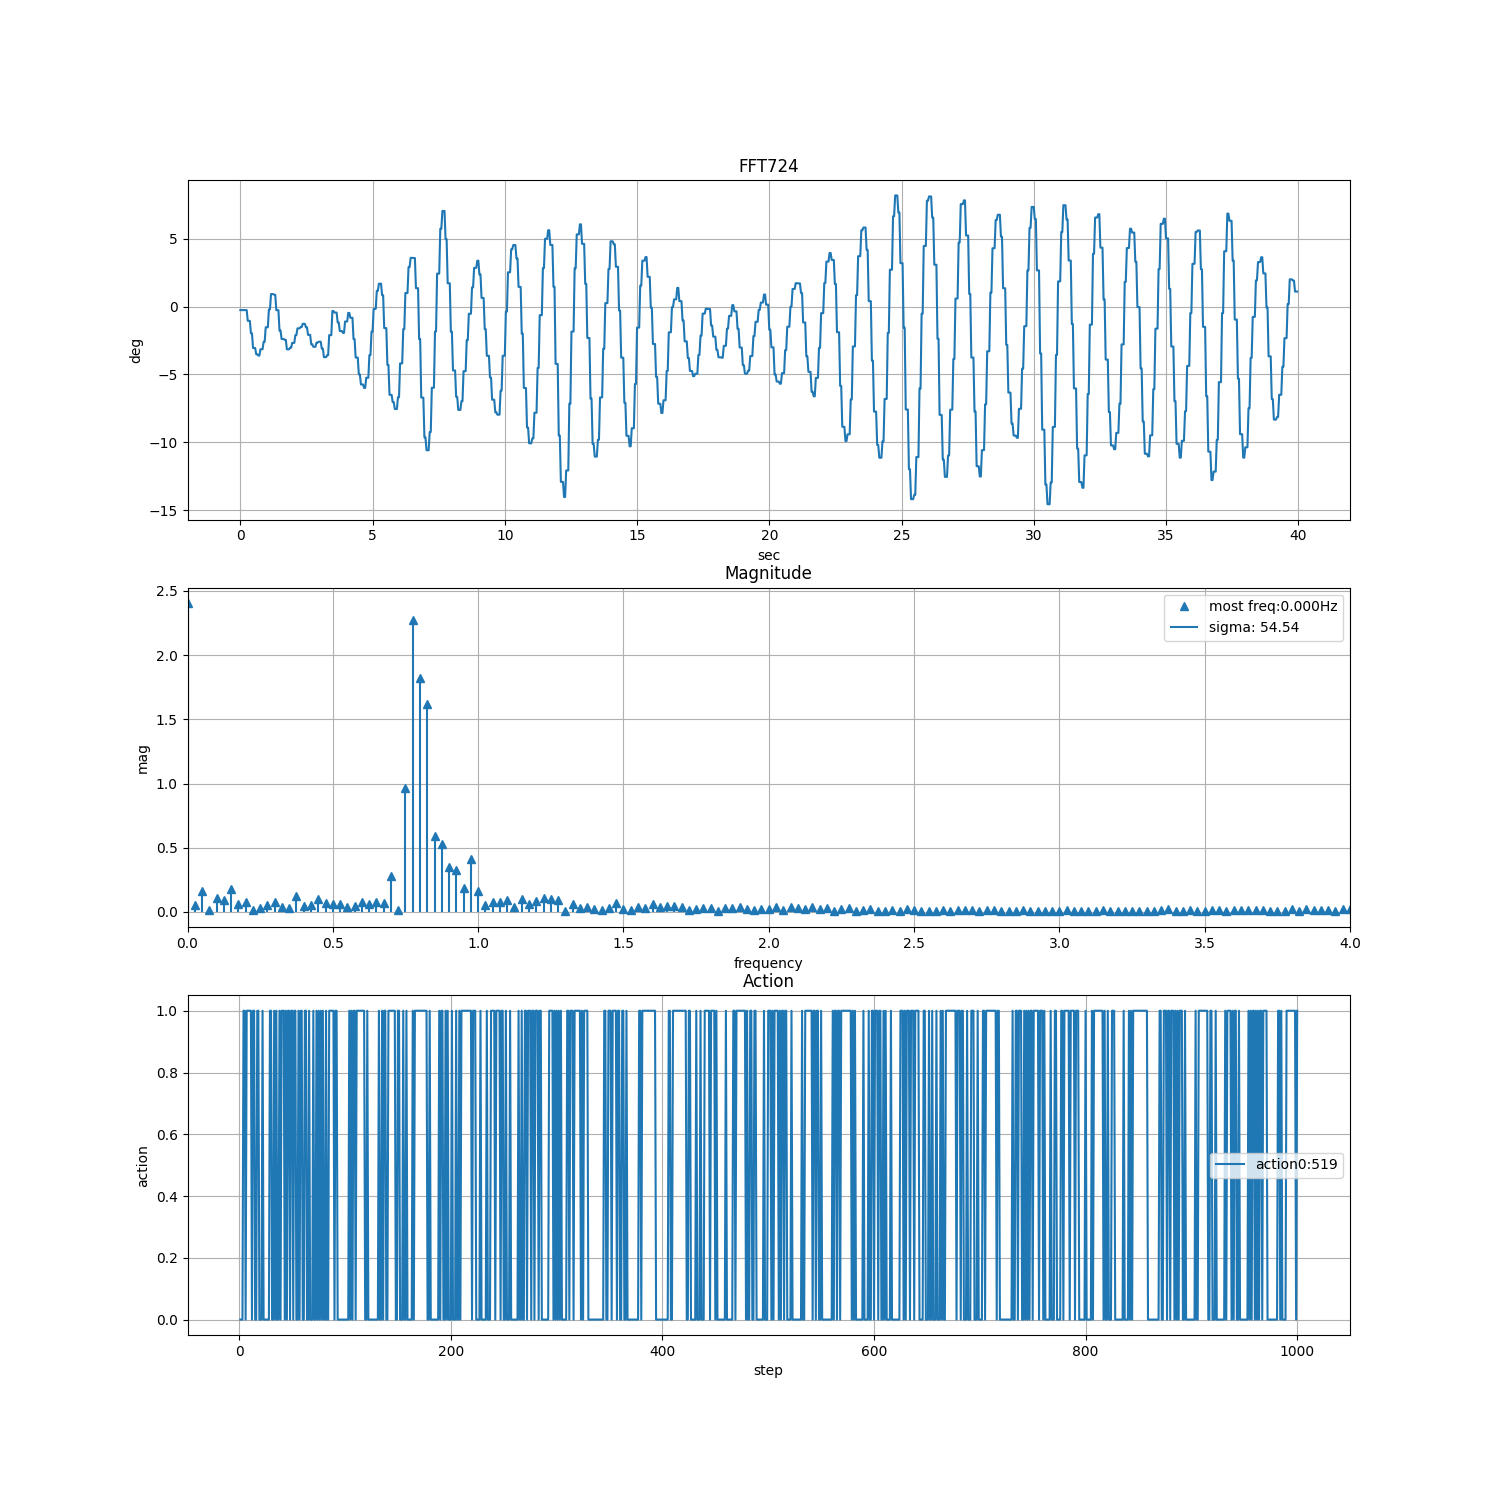 FFT724
5
0
−5
−10
−15
deg
0 5 10 15 20 25 30 35 40
sec
Magnitude
2.5
2.0
1.5
1.0
0.5
0.0
mag
most freq:0.000Hz
sigma: 54.54
0.0 0.5 1.0 1.5 2.0 2.5 3.0 3.5 4.0
frequency
Action
1.0
0.8
0.6
0.4
0.2
0.0
action
action0:519
0 200 400 600 800 1000
step